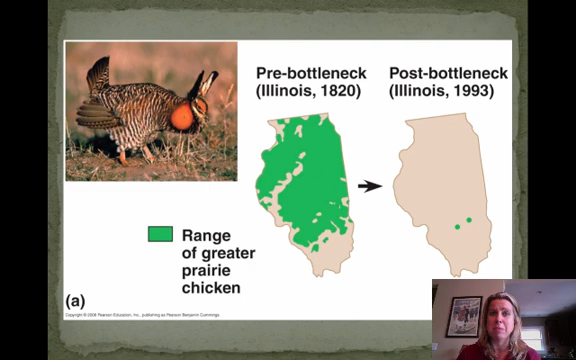 Pre-bottleneck
(Illinois, 1820)
Post-bottleneck
(Illinois, 1993)
Range
of greater
prairie
chicken
(a)
Copyright © 2008 Pearson Education, Inc., publishing as Pearson Benjamin Cummings.